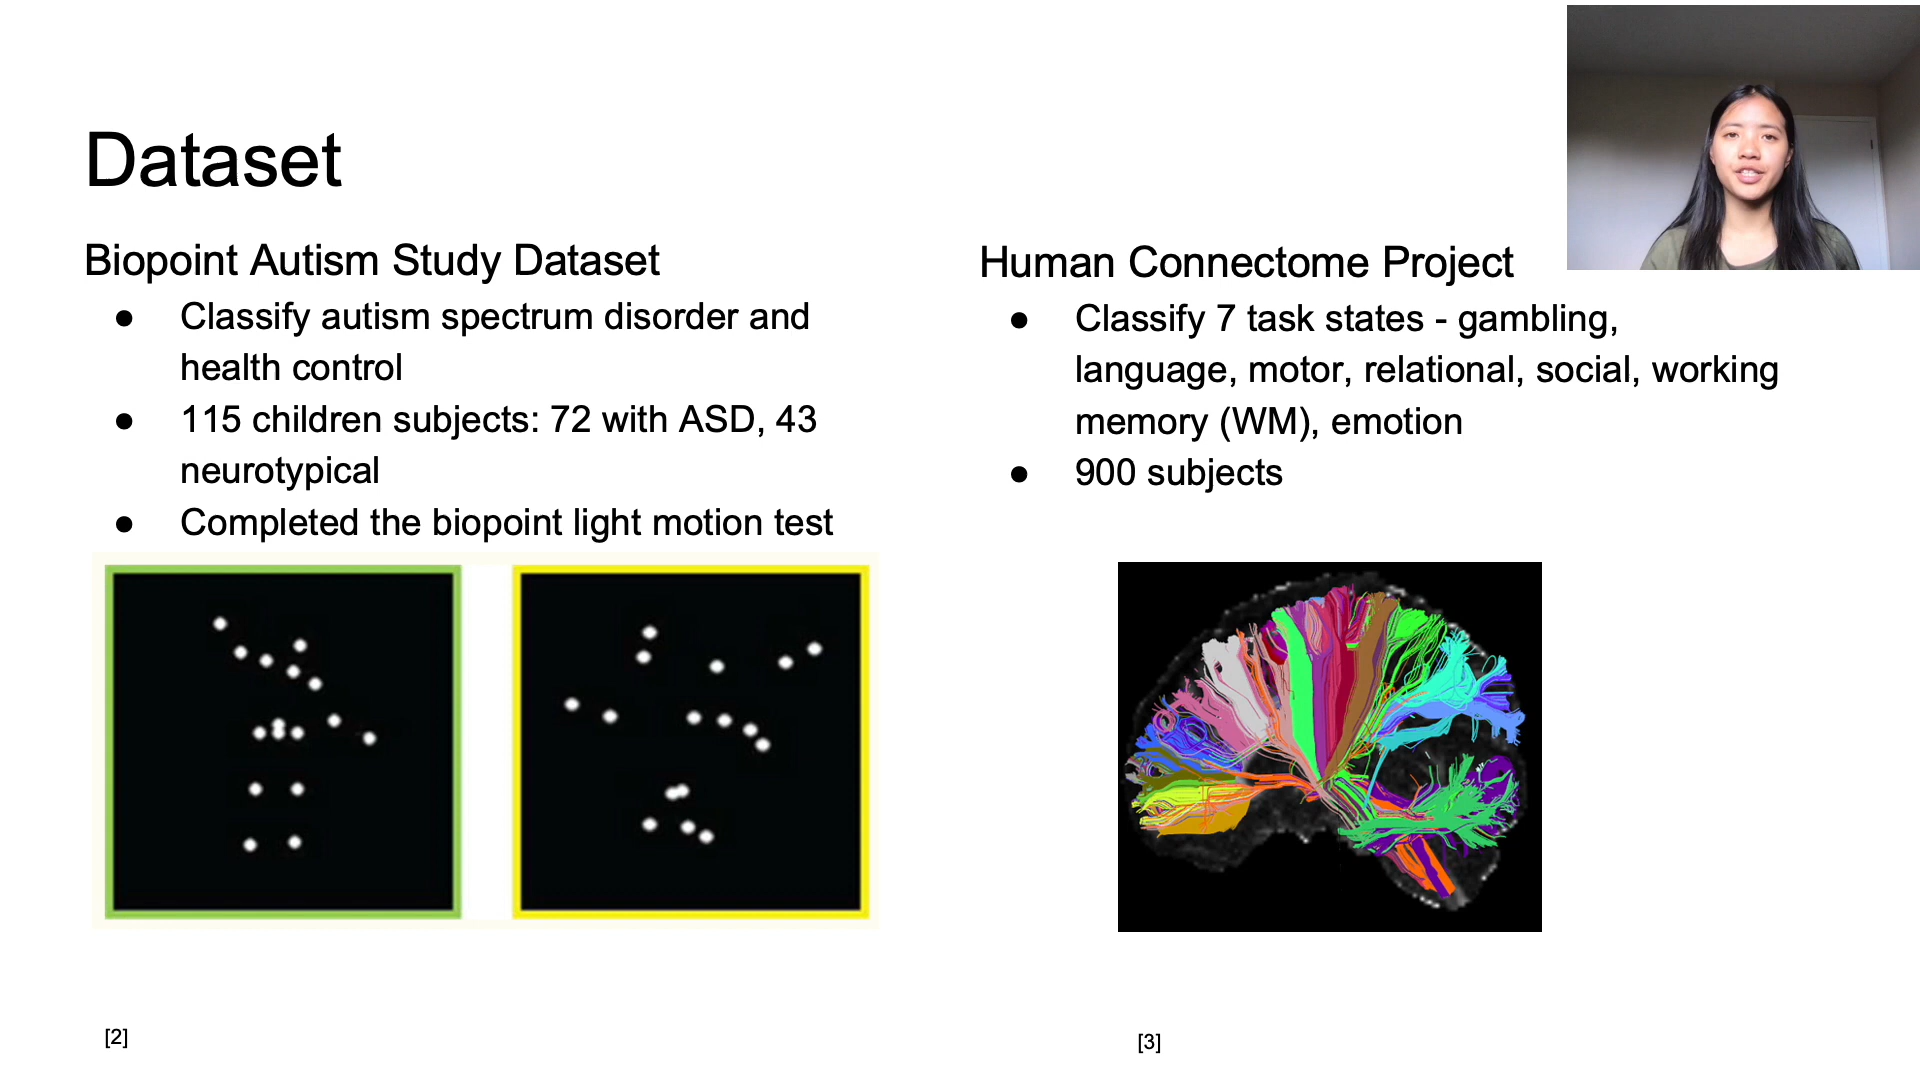 Dataset
Biopoint Autism Study Dataset
● Classify autism spectrum disorder and
health control
● 115 children subjects: 72 with ASD, 43
neurotypical
● Completed the biopoint light motion test
[2]
Human Connectome Project
● Classify 7 task states - gambling,
language, motor, relational, social, working
memory (WM), emotion
● 900 subjects
[3]